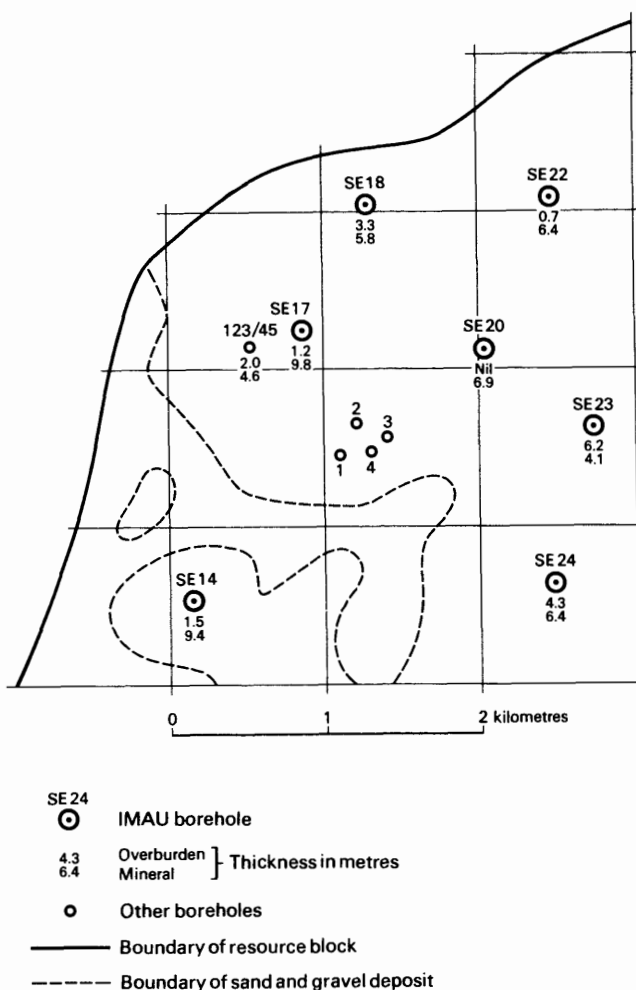 SE18
3.3
5.8
SE22
0.7
6.4
SE17
1.2
9.8
123/45
2.0
4.6
SE20
Nil
6.9
2
3
1
4
SE23
6.2
4.1
SE14
1.5
9.4
SE24
4.3
6.4
0 1 2 kilometres
SE24
IMAU borehole
4.3 Overburden
6.4 Mineral
Thickness in metres
Other boreholes
Boundary of resource block
Boundary of sand and gravel deposit